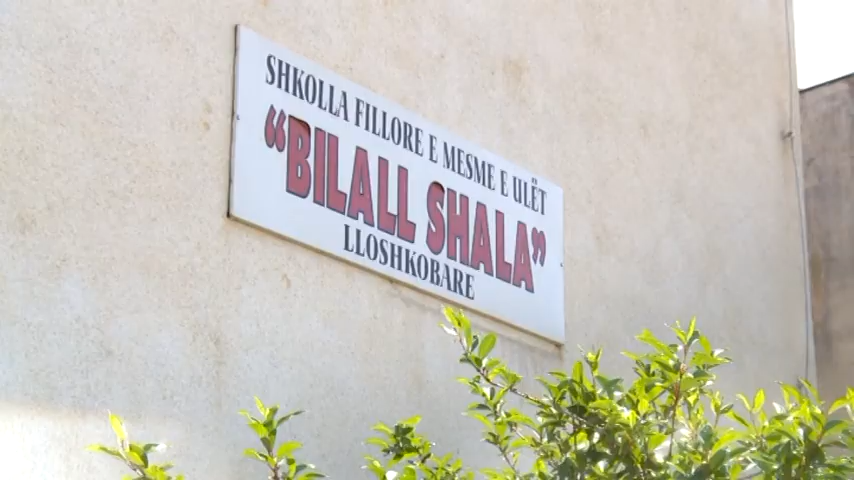 SHKOLLA FILLORE E MESME E ULËT
“BILALL SHALA”
LLOSHKOBARE